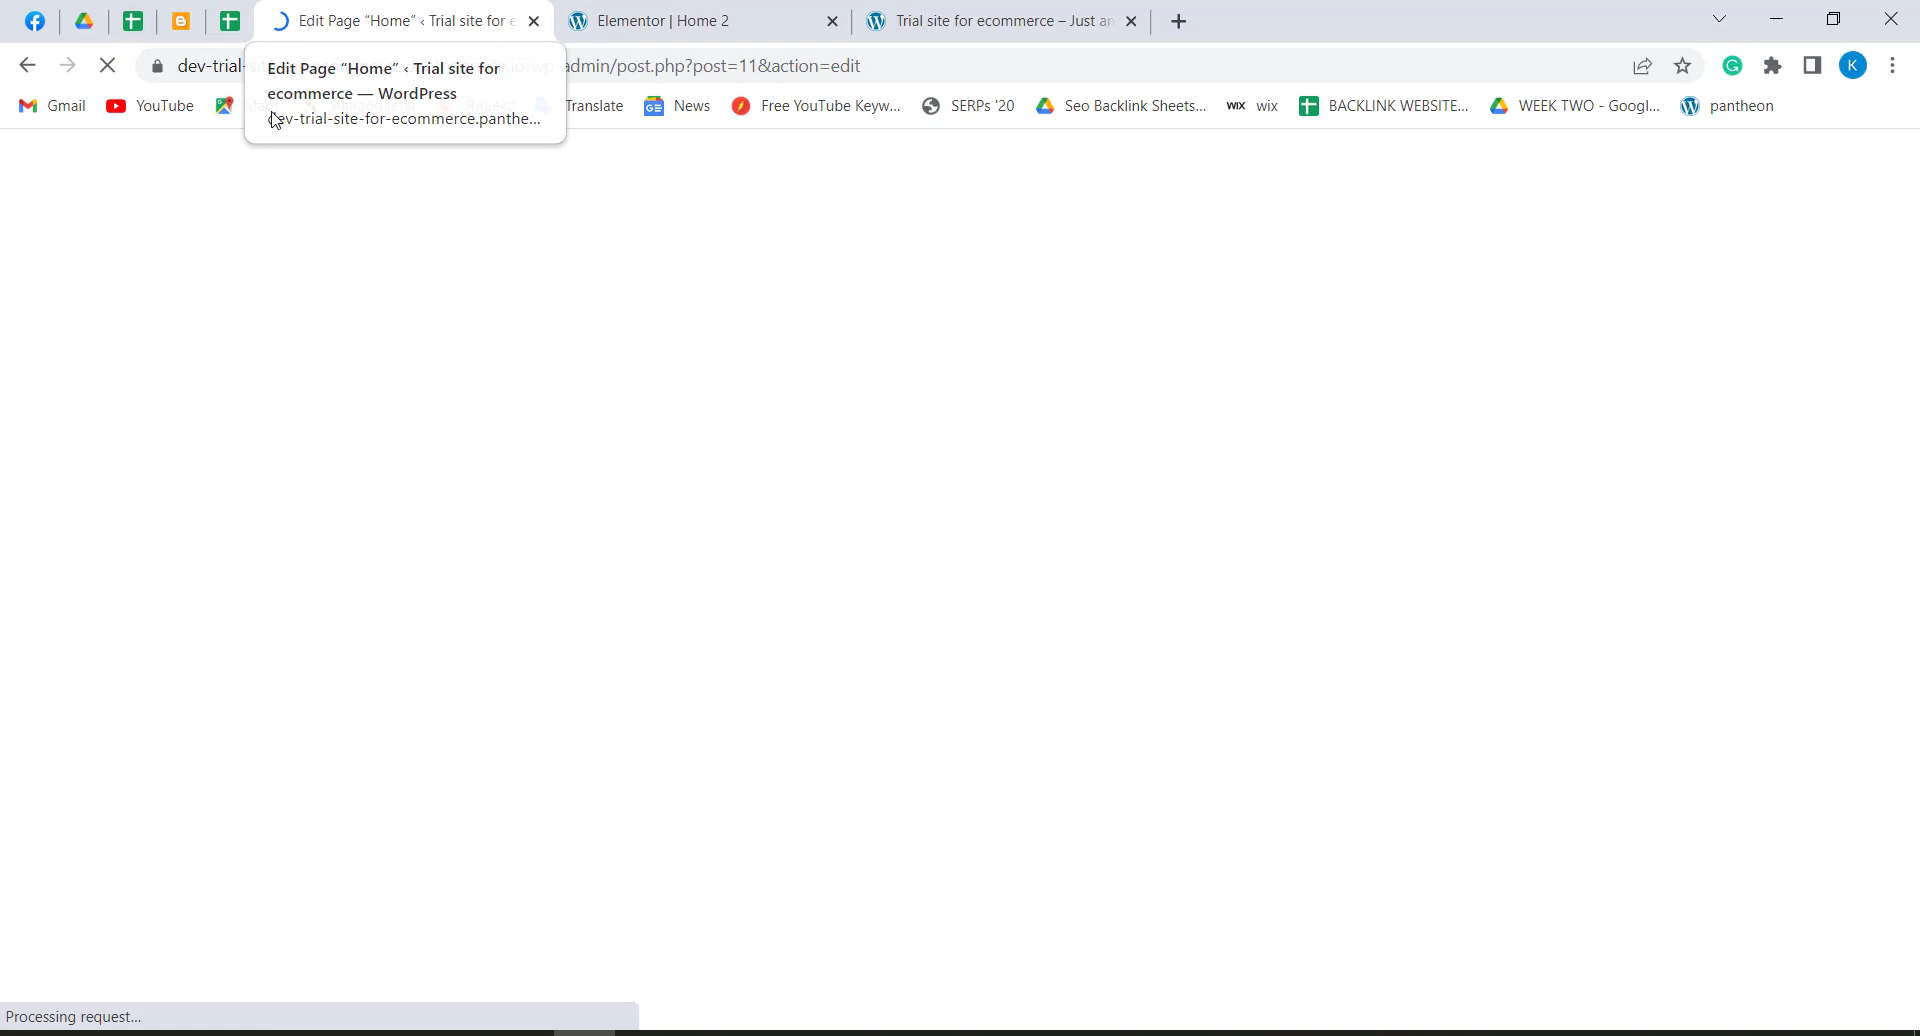 Edit Page “Home” ‹ Trial site for e
Elementor | Home 2
Trial site for ecommerce – Just an
dev-trial-
admin/post.php?post=11&action=edit
K
Edit Page “Home” ‹ Trial site for
ecommerce — WordPress
dev-trial-site-for-ecommerce.panthe...
Gmail
YouTube
Translate
News
Free YouTube Keyw...
SERPs '20
Seo Backlink Sheets...
WIX wix
BACKLINK WEBSITE...
WEEK TWO - Googl...
pantheon
Processing request...